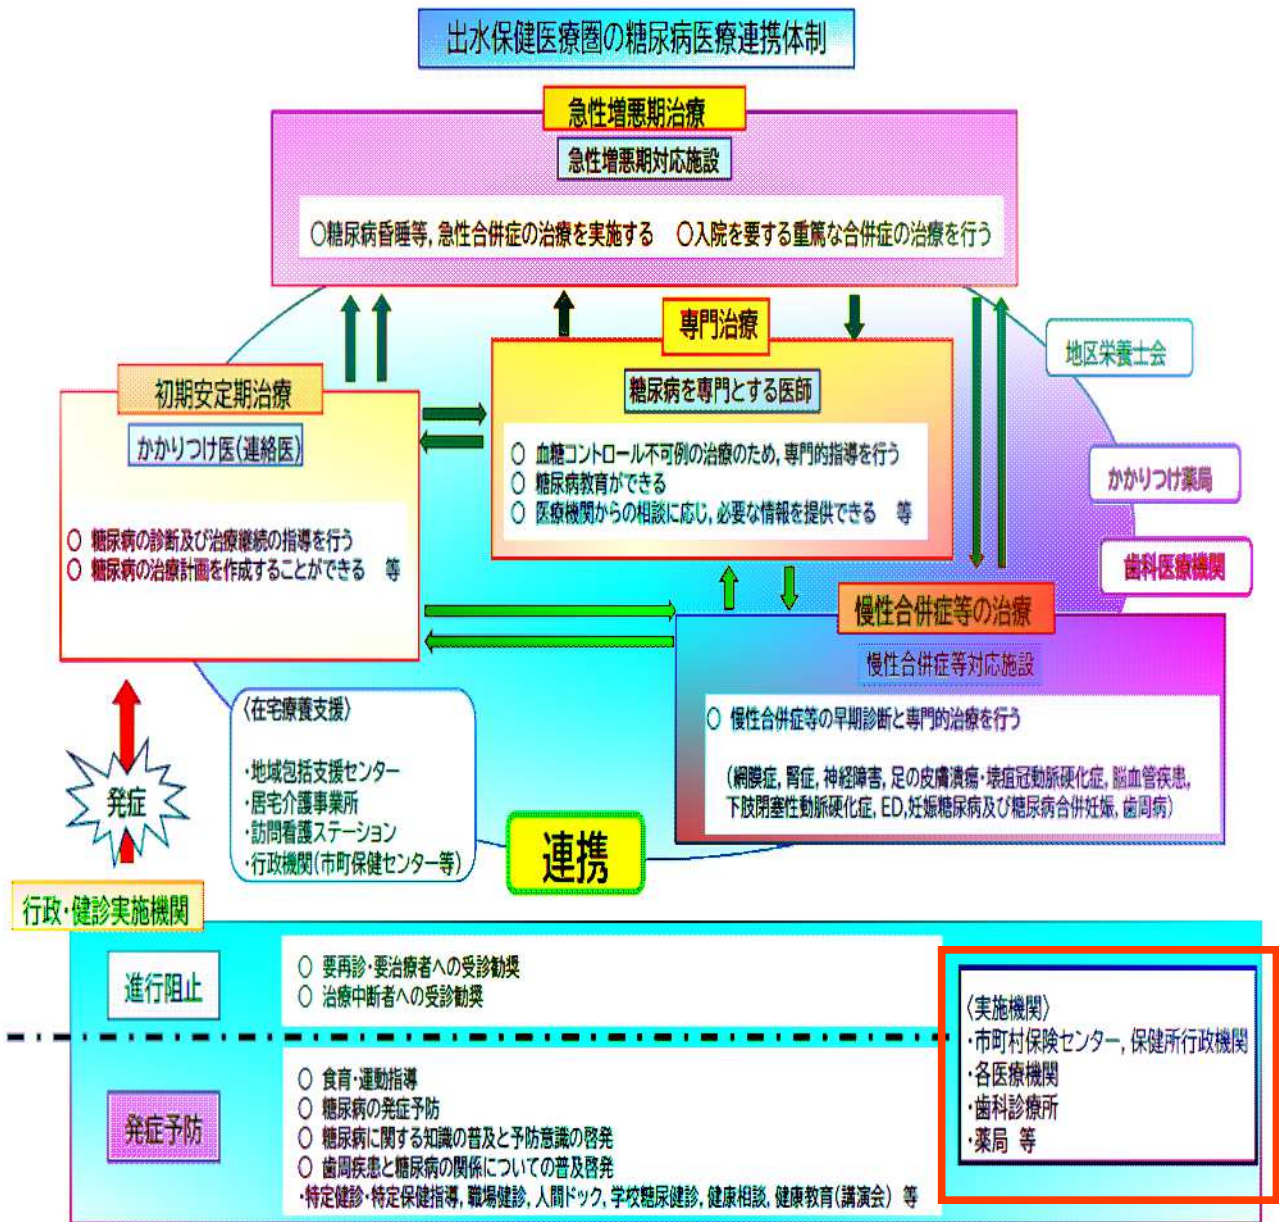 出水保健医療圏の糖尿病医療連携体制
急性増悪期治療
急性増悪期対応施設
○糖尿病昏睡等, 急性合併症の治療を実施する　○入院を要する重篤な合併症の治療を行う
専門治療
糖尿病を専門とする医師
○ 血糖コントロール不可例の治療のため, 専門的指導を行う
○ 糖尿病教育ができる
○ 医療機関からの相談に応じ, 必要な情報を提供できる　等
初期安定期治療
かかりつけ医(連絡医)
○ 糖尿病の診断及び治療継続の指導を行う
○ 糖尿病の治療計画を作成することができる　等
地区栄養士会
かかりつけ薬局
歯科医療機関
慢性合併症等の治療
慢性合併症等対応施設
○ 慢性合併症等の早期診断と専門的治療を行う
(網膜症, 腎症, 神経障害, 足の皮膚潰瘍・壊疽冠動脈硬化症, 脳血管疾患,
下肢閉塞性動脈硬化症, ED,妊娠糖尿病及び糖尿病合併妊娠, 歯周病)
発症
〈在宅療養支援〉
・地域包括支援センター
・居宅介護事業所
・訪問看護ステーション
・行政機関(市町保健センター等)
連携
行政・健診実施機関
進行阻止
○ 要再診・要治療者への受診勧奨
○ 治療中断者への受診勧奨
発症予防
○ 食育・運動指導
○ 糖尿病の発症予防
○ 糖尿病に関する知識の普及と予防意識の啓発
○ 歯周疾患と糖尿病の関係についての普及啓発
・特定健診・特定保健指導, 職場健診, 人間ドック, 学校糖尿健診, 健康相談, 健康教育(講演会) 等
〈実施機関〉
・市町村保険センター, 保健所行政機関
・各医療機関
・歯科診療所
・薬局 等